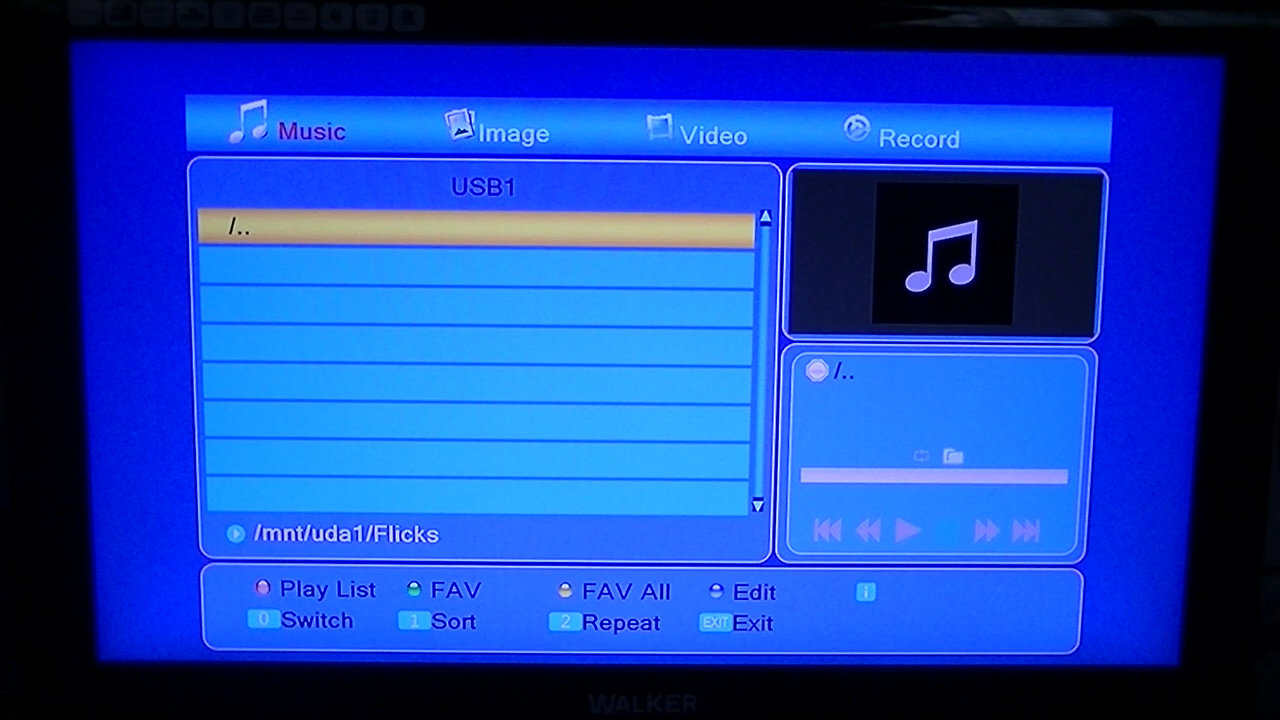 Music Image Video Record
USB1
/..
/..
/mnt/uda1/Flicks
Play List FAV FAV All Edit i
0 Switch 1 Sort 2 Repeat EXIT Exit
WALKER